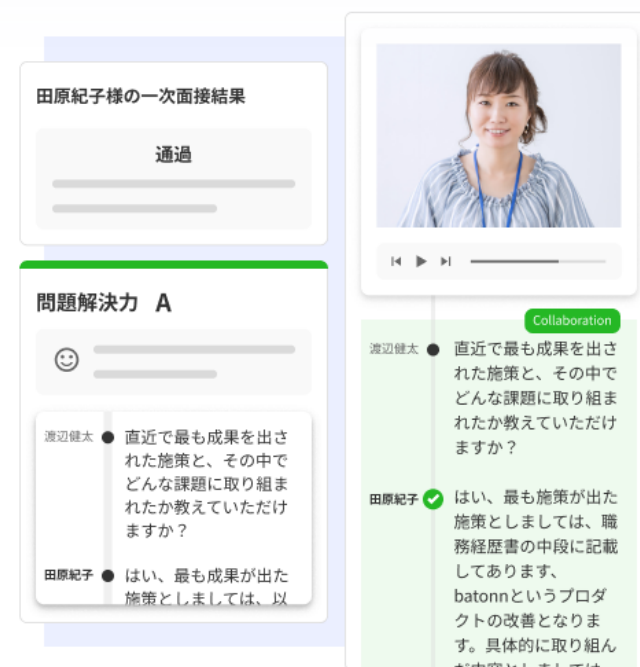 田原紀子様の一次面接結果
通過
問題解決力 A
渡辺健太
直近で最も成果を出さ
れた施策と、その中で
どんな課題に取り組ま
れたか教えていただけ
ますか？
田原紀子
はい、最も成果が出た
施策としましては、以
Collaboration
渡辺健太
直近で最も成果を出さ
れた施策と、その中で
どんな課題に取り組ま
れたか教えていただけ
ますか？
田原紀子
はい、最も施策が出た
施策としましては、職
務経歴書の中段に記載
してあります、
batonnというプロダ
クトの改善となりま
す。具体的に取り組ん